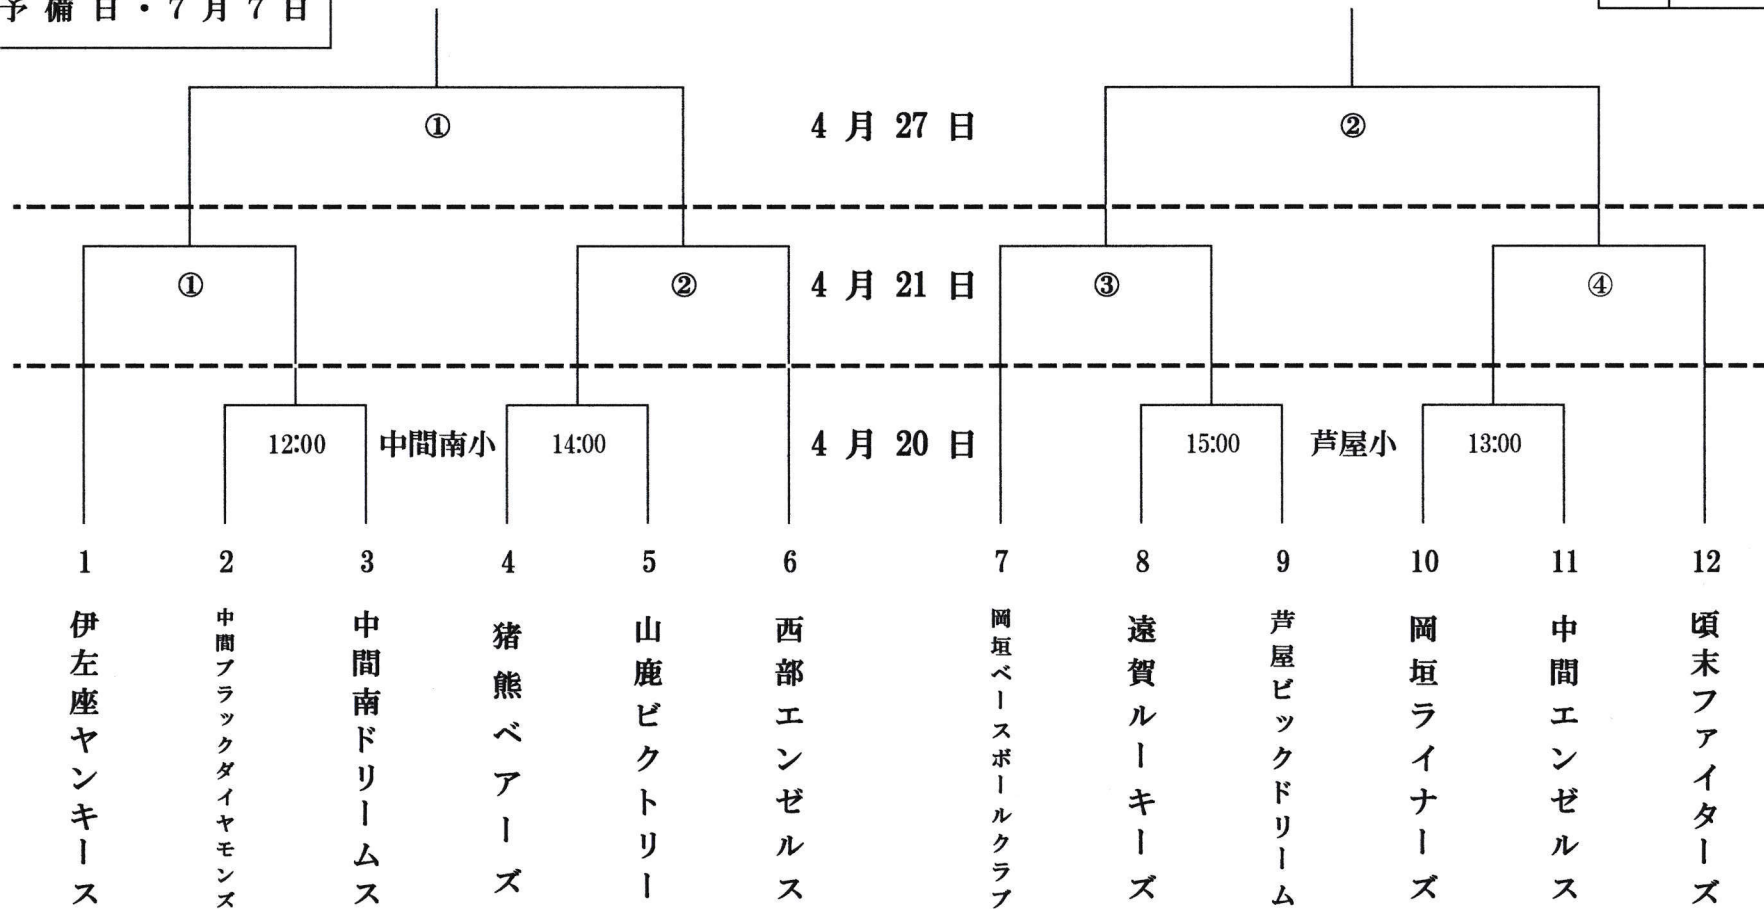 予備日・7月7日
① 4月27日 ②
① ② 4月21日 ③ ④
12:00 中間南小 14:00 4月20日 15:00 芦屋小 13:00
1 2 3 4 5 6 7 8 9 10 11 12
伊左座ヤンキース
中間ブラックダイヤモンズ
中間南ドリームス
猪熊ベアーズ
山鹿ビクトリー
西部エンゼルス
岡垣ベースボールクラブ
遠賀ルーキーズ
芦屋ビックドリーム
岡垣ライナーズ
中間エンゼルス
頃末ファイターズ